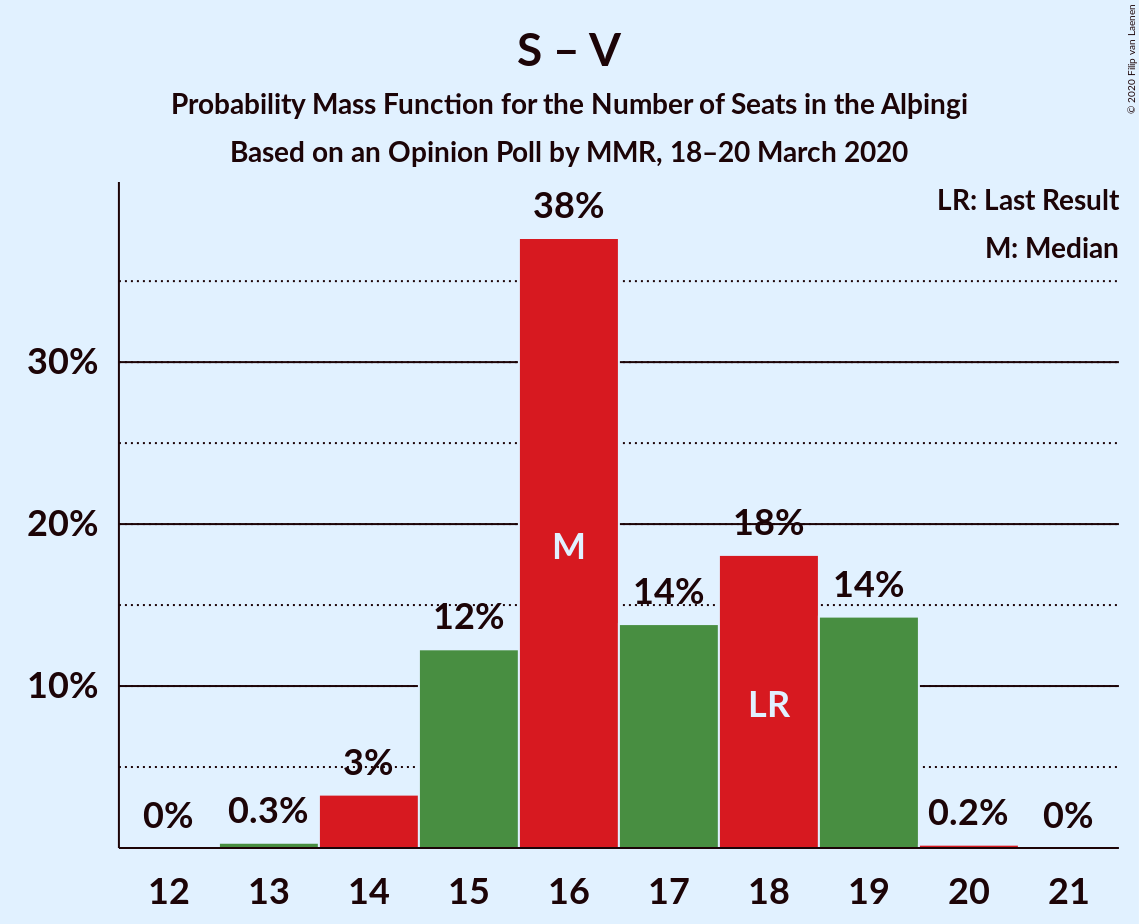 S – V
Probability Mass Function for the Number of Seats in the Alþingi
Based on an Opinion Poll by MMR, 18–20 March 2020
© 2020 Filip van Laenen
LR: Last Result
M: Median
38%
30%
20%
10%
0%
0.3%
3%
12%
M
14%
18%
LR
14%
0.2%
0%
12
13
14
15
16
17
18
19
20
21